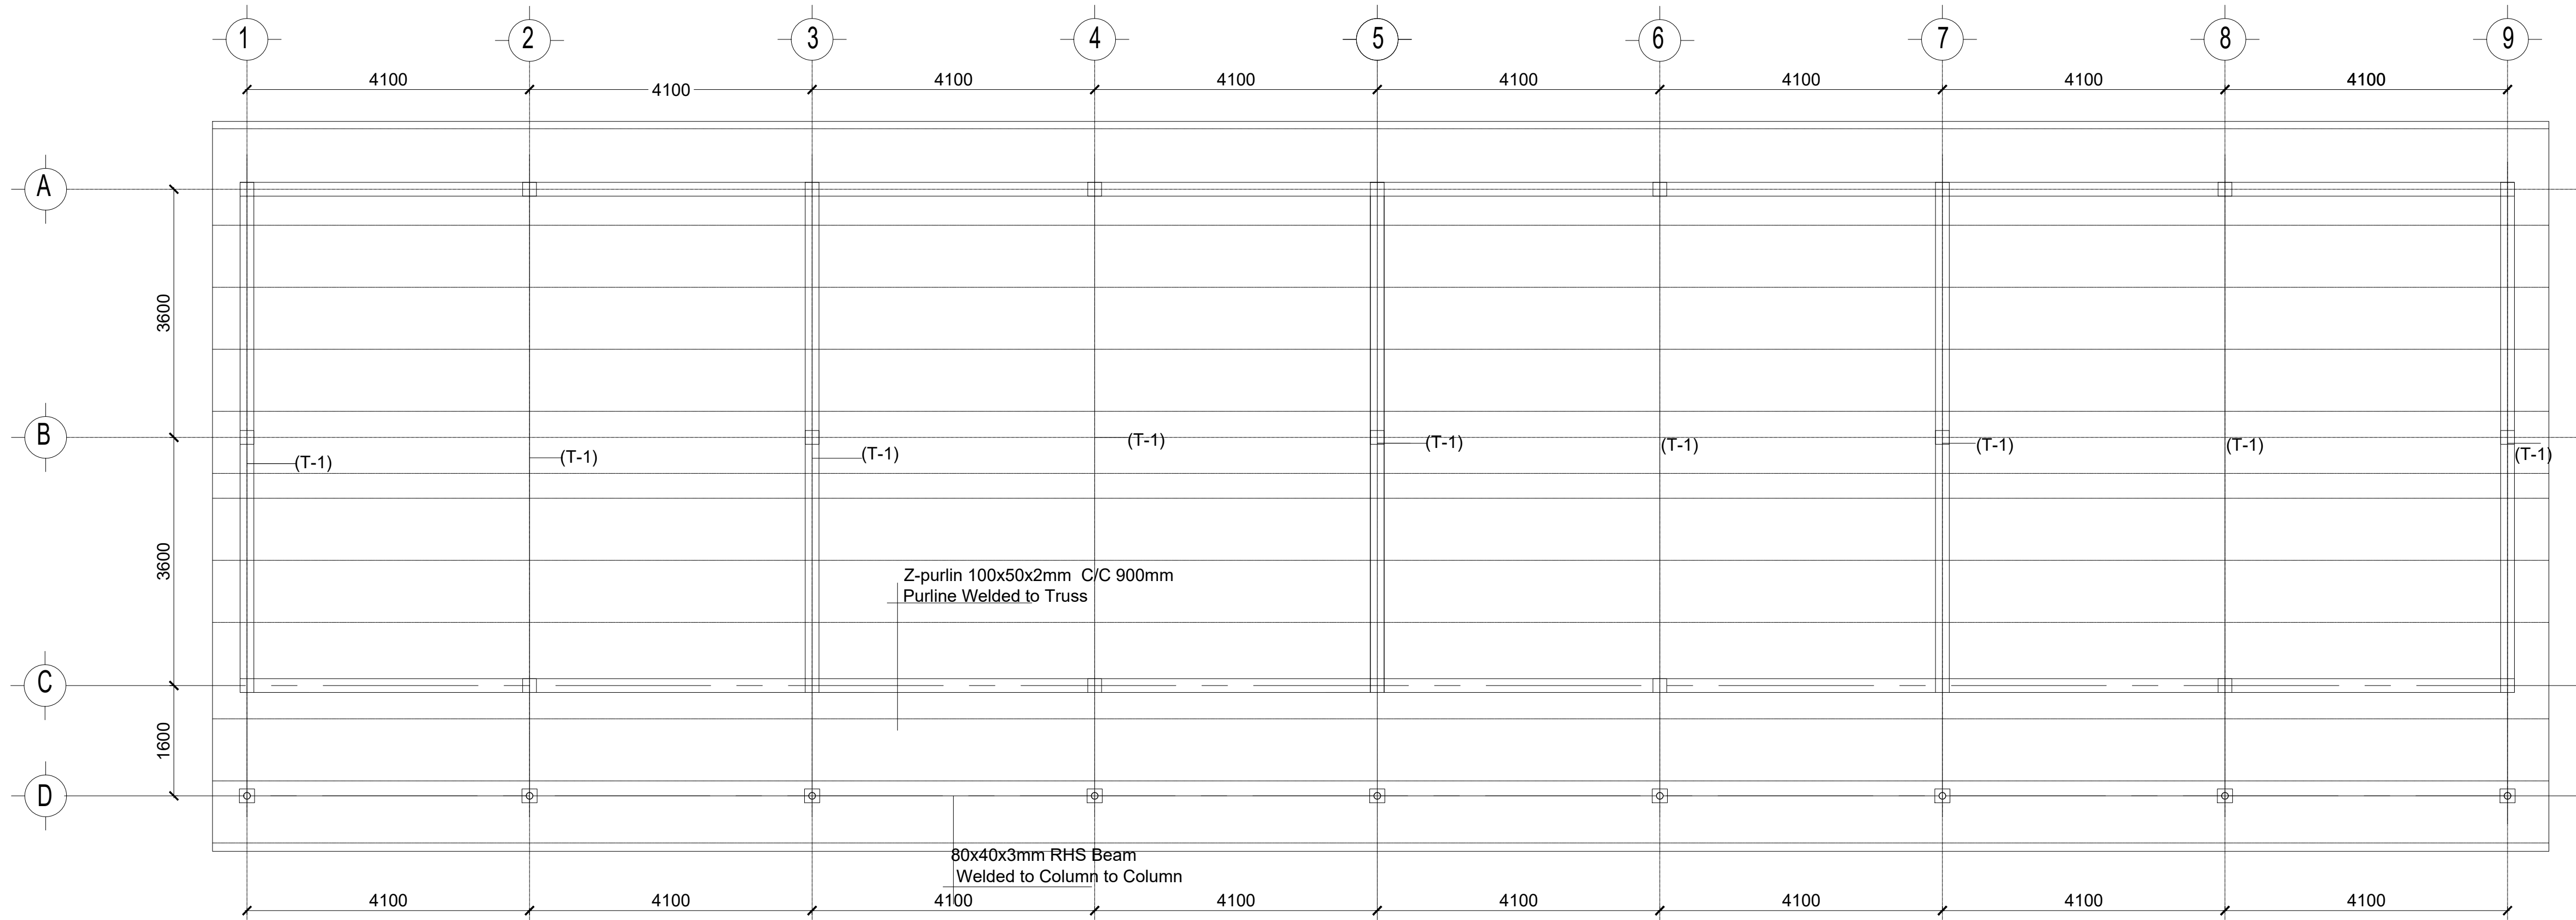 1 2 3 4 5 6 7 8 9
4100 4100 4100 4100 4100 4100 4100 4100
A
3600
B
(T-1) (T-1) (T-1) (T-1) (T-1) (T-1) (T-1) (T-1) (T-1)
3600
Z-purlin 100x50x2mm C/C 900mm
Purline Welded to Truss
C
1600
D
80x40x3mm RHS Beam
Welded to Column to Column
4100 4100 4100 4100 4100 4100 4100 4100